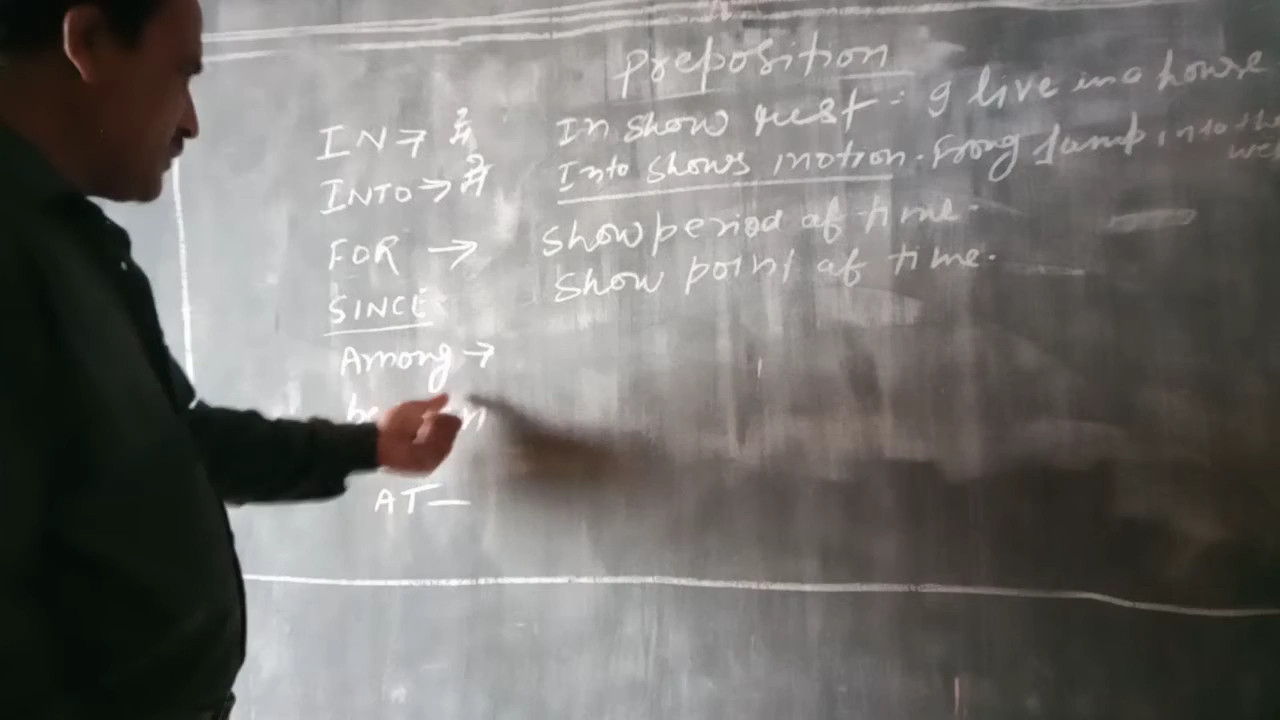 Preposition
IN → में In show rest - I live in a house
INTO → में Into shows motion. Frong Jump into the
well
FOR → Show period of time.
SINCE Show point of time.
Among →
AT —